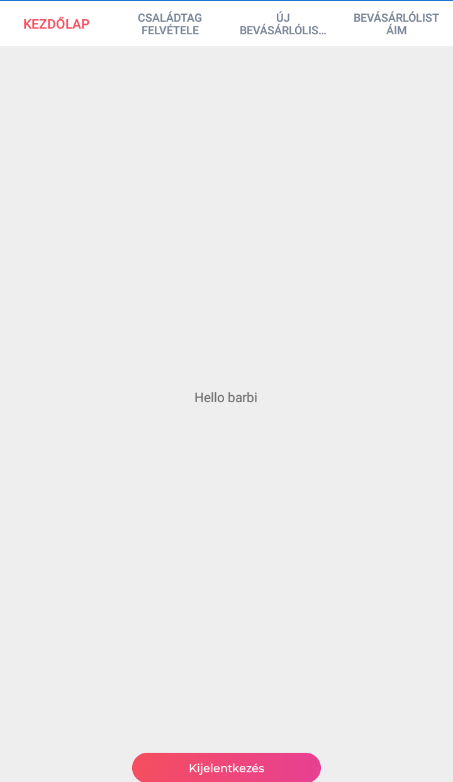 KEZDŐLAP
CSALÁDTAG
FELVÉTELE
ÚJ
BEVÁSÁRLÓLIS...
BEVÁSÁRLÓLIST
ÁIM
Hello barbi
Kijelentkezés